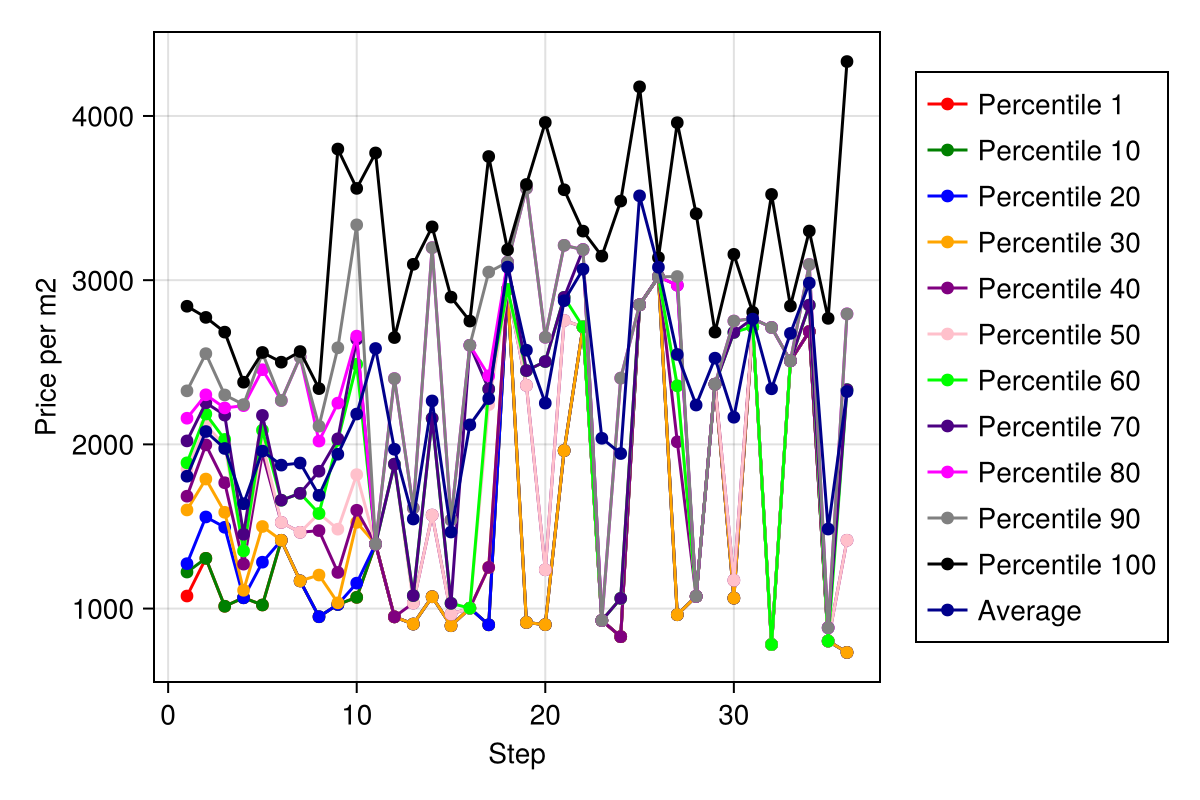 4000
3000
2000
1000
Price per m2
0
10
20
30
Step
Percentile 1
Percentile 10
Percentile 20
Percentile 30
Percentile 40
Percentile 50
Percentile 60
Percentile 70
Percentile 80
Percentile 90
Percentile 100
Average